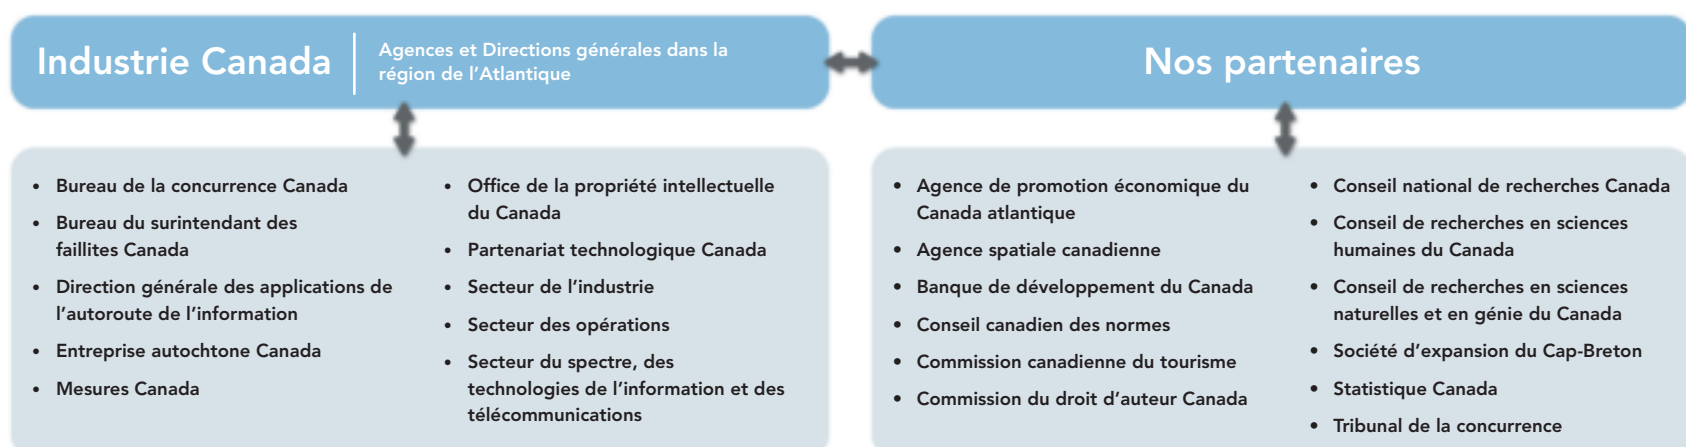 Industrie Canada
Agences et Directions générales dans la
région de l'Atlantique
Nos partenaires
• Bureau de la concurrence Canada
• Bureau du surintendant des
faillites Canada
• Direction générale des applications de
l'autoroute de l'information
• Entreprise autochtone Canada
• Mesures Canada
• Office de la propriété intellectuelle
du Canada
• Partenariat technologique Canada
• Secteur de l'industrie
• Secteur des opérations
• Secteur du spectre, des
technologies de l'information et des
télécommunications
• Agence de promotion économique du
Canada atlantique
• Agence spatiale canadienne
• Banque de développement du Canada
• Conseil canadien des normes
• Commission canadienne du tourisme
• Commission du droit d'auteur Canada
• Conseil national de recherches Canada
• Conseil de recherches en sciences
humaines du Canada
• Conseil de recherches en sciences
naturelles et en génie du Canada
• Société d'expansion du Cap-Breton
• Statistique Canada
• Tribunal de la concurrence